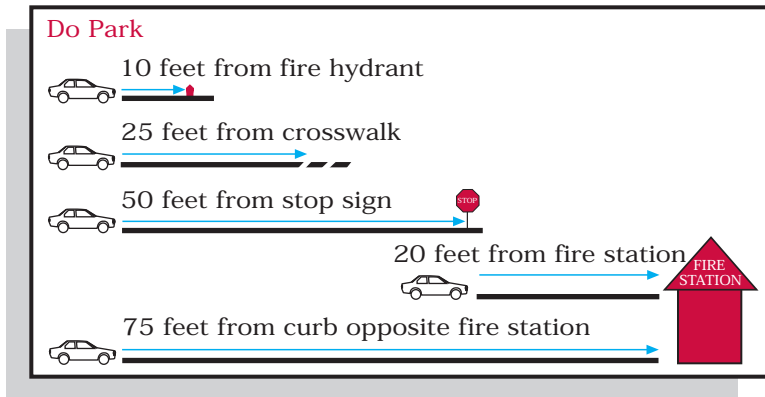 Do Park
10 feet from fire hydrant
25 feet from crosswalk
50 feet from stop sign
STOP
20 feet from fire station
FIRE
STATION
75 feet from curb opposite fire station